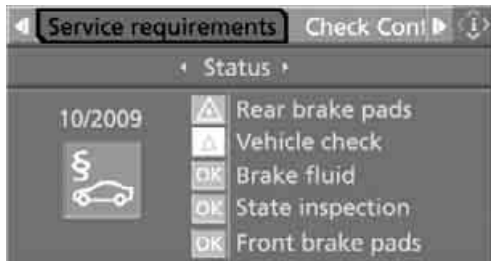 Service requirements Check Cont
Status
10/2009
Rear brake pads
Vehicle check
OK Brake fluid
OK State inspection
OK Front brake pads